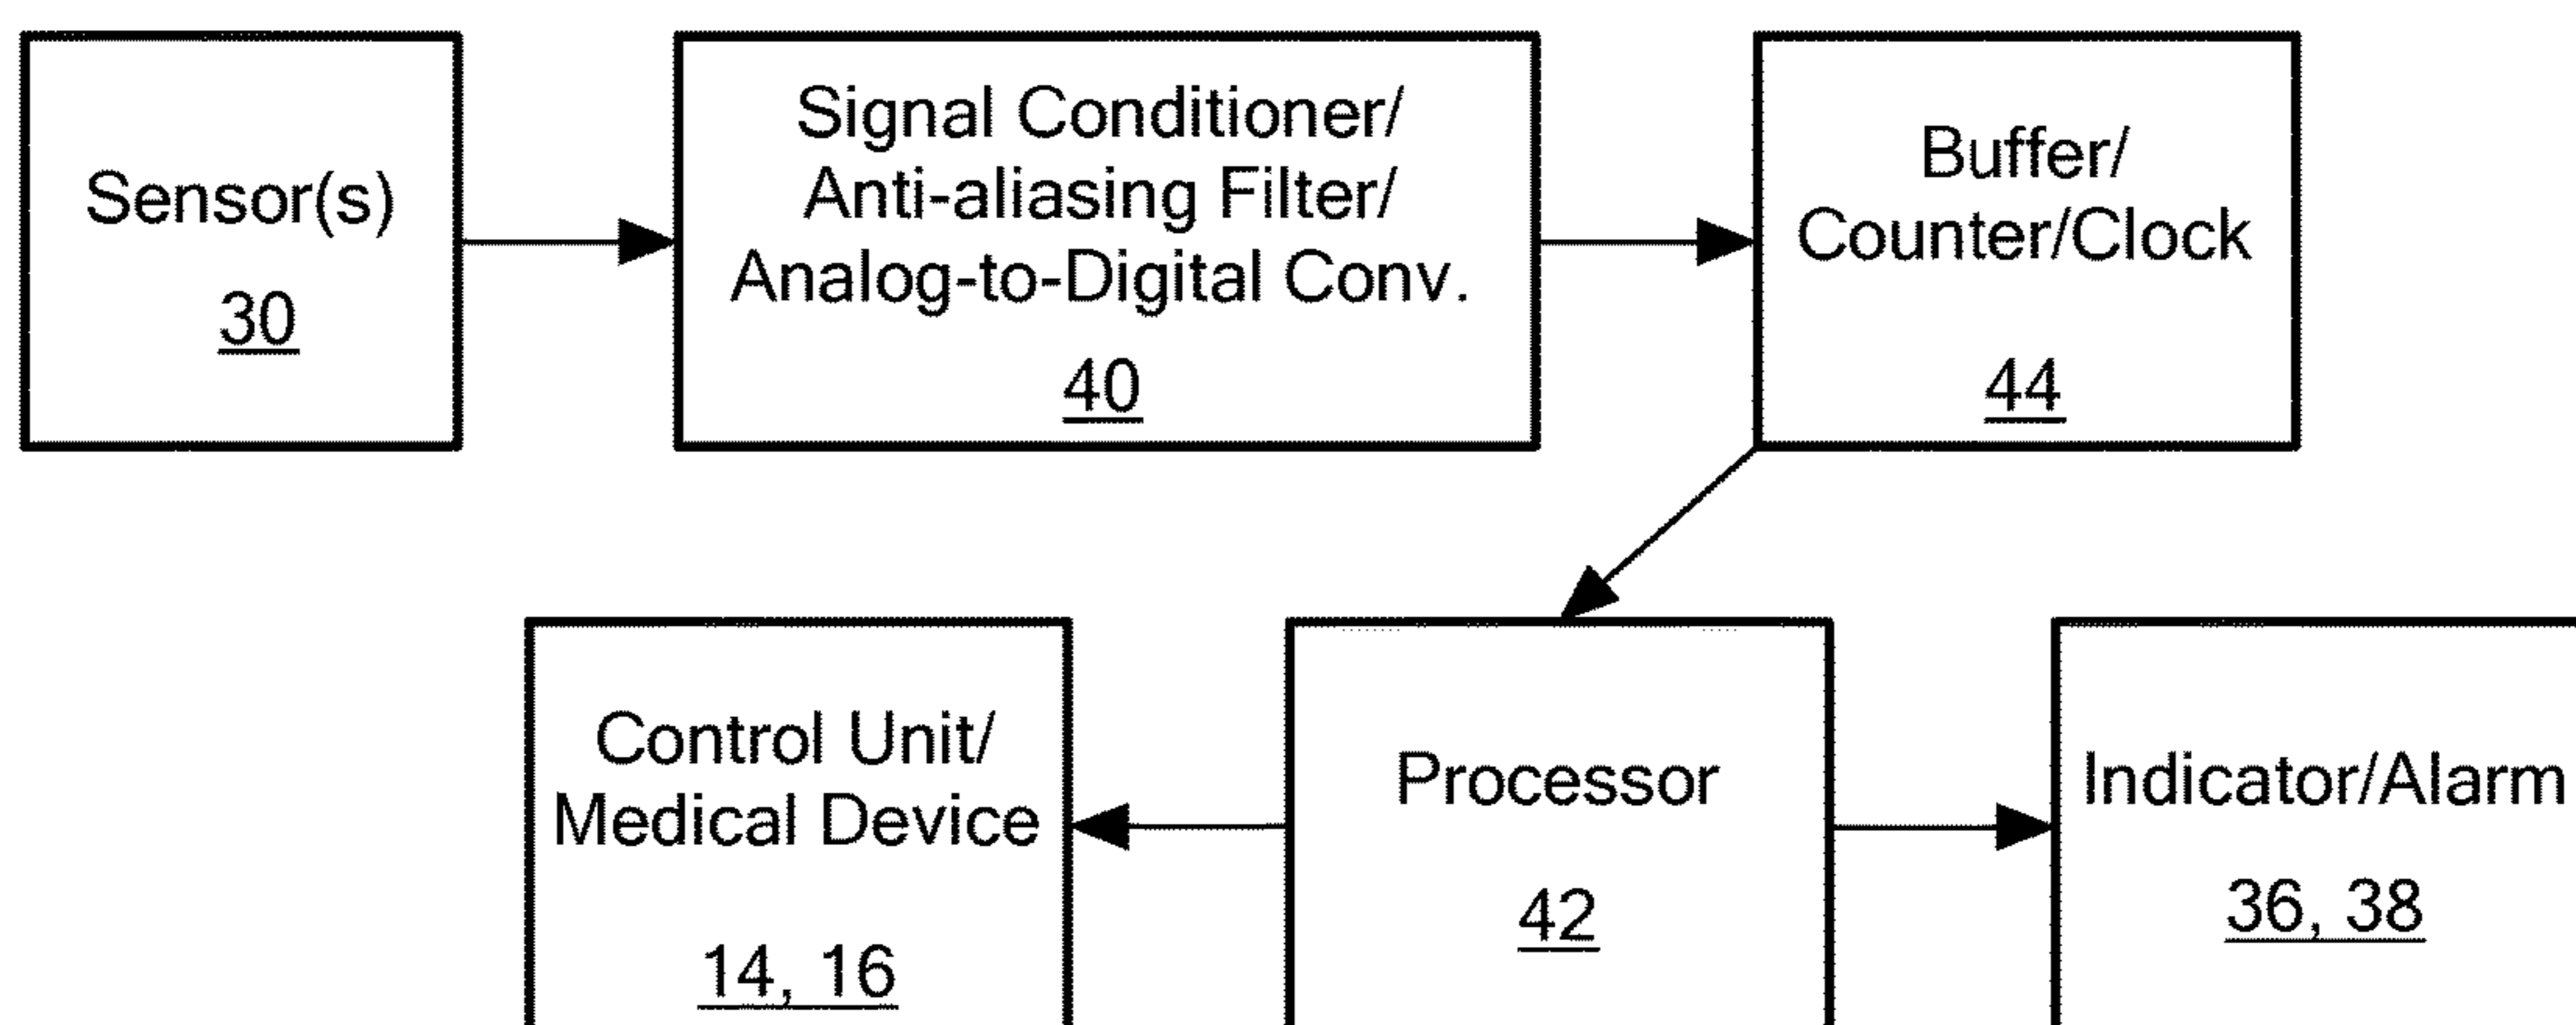 Sensor(s)
30
Signal Conditioner/
Anti-aliasing Filter/
Analog-to-Digital Conv.
40
Buffer/
Counter/Clock
44
Control Unit/
Medical Device
14, 16
Processor
42
Indicator/Alarm
36, 38